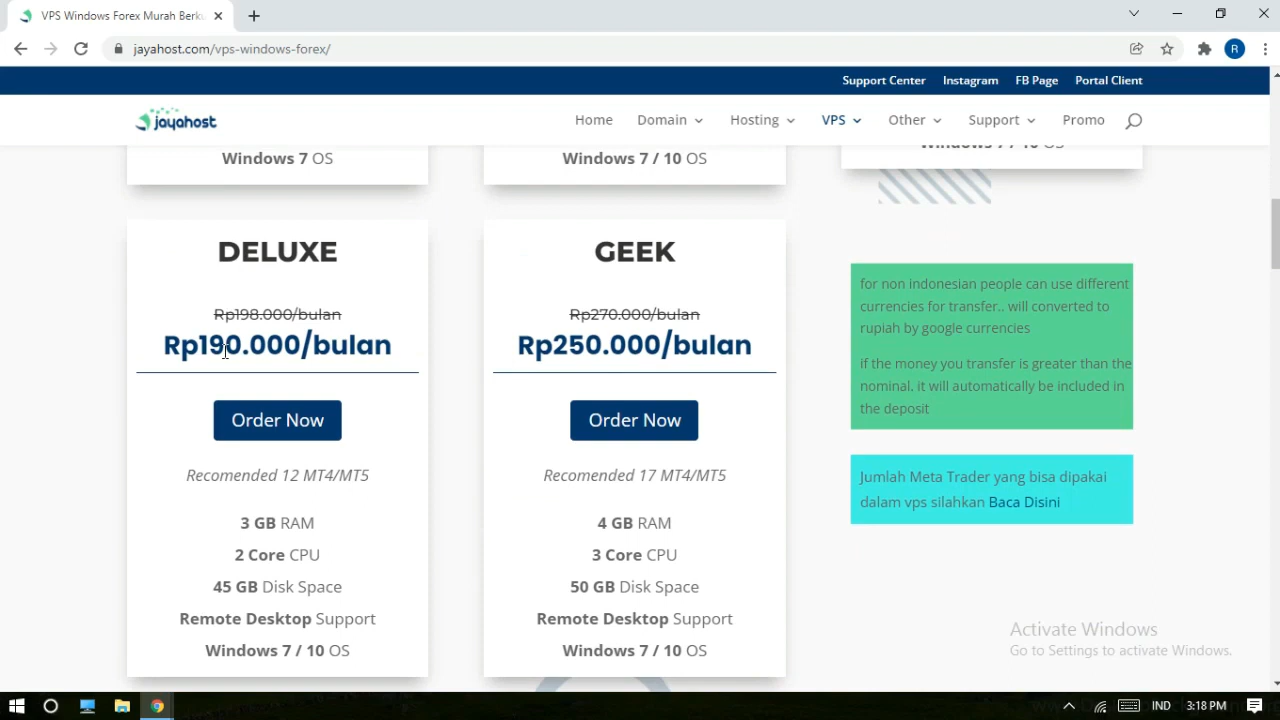 VPS Windows Forex Murah Berku
jayahost.com/vps-windows-forex/
R
Support Center Instagram FB Page Portal Client
jayahost
Home Domain Hosting VPS Other Support Promo
Windows 7 OS
Windows 7 / 10 OS
Windows 7 / 10 OS
DELUXE
Rp198.000/bulan
Rp190.000/bulan
Order Now
Recomended 12 MT4/MT5
3 GB RAM
2 Core CPU
45 GB Disk Space
Remote Desktop Support
Windows 7 / 10 OS
GEEK
Rp270.000/bulan
Rp250.000/bulan
Order Now
Recomended 17 MT4/MT5
4 GB RAM
3 Core CPU
50 GB Disk Space
Remote Desktop Support
Windows 7 / 10 OS
for non indonesian people can use different
currencies for transfer.. will converted to
rupiah by google currencies
if the money you transfer is greater than the
nominal. it will automatically be included in
the deposit
Jumlah Meta Trader yang bisa dipakai
dalam vps silahkan Baca Disini
Activate Windows
Go to Settings to activate Windows.
IND
3:18 PM